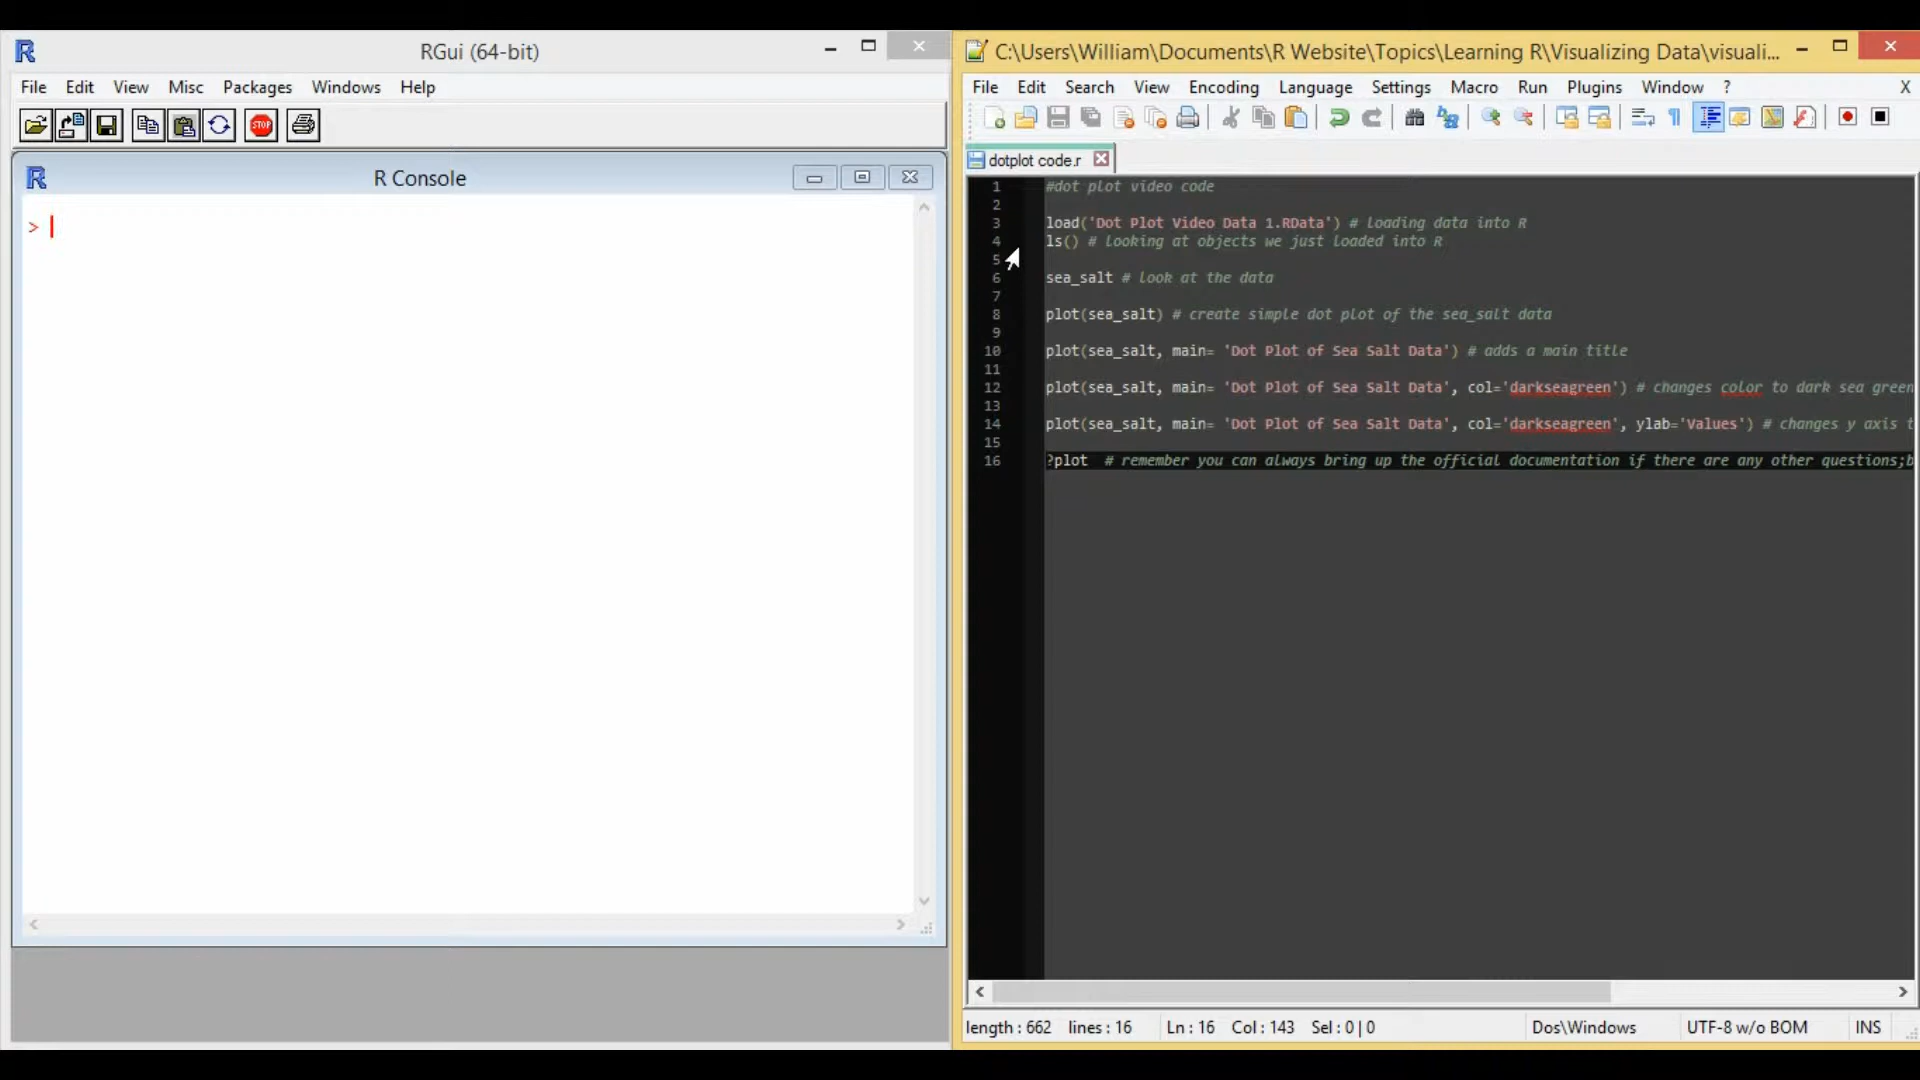 RGui (64-bit)
File Edit View Misc Packages Windows Help
STOP
R Console
>
C:\Users\William\Documents\R Website\Topics\Learning R\Visualizing Data\visuali...
File Edit Search View Encoding Language Settings Macro Run Plugins Window ? X
dotplot code.r
1 #dot plot video code
2
3 load('Dot Plot Video Data 1.RData') # loading data into R
4 ls() # looking at objects we just loaded into R
5
6 sea_salt # look at the data
7
8 plot(sea_salt) # create simple dot plot of the sea_salt data
9
10 plot(sea_salt, main= 'Dot Plot of Sea Salt Data') # adds a main title
11
12 plot(sea_salt, main= 'Dot Plot of Sea Salt Data', col='darkseagreen') # changes color to dark sea green
13
14 plot(sea_salt, main= 'Dot Plot of Sea Salt Data', col='darkseagreen', ylab='Values') # changes y axis t
15
16 ?plot # remember you can always bring up the official documentation if there are any other questions;b
length : 662 lines : 16 Ln : 16 Col : 143 Sel : 0 | 0 Dos\Windows UTF-8 w/o BOM INS